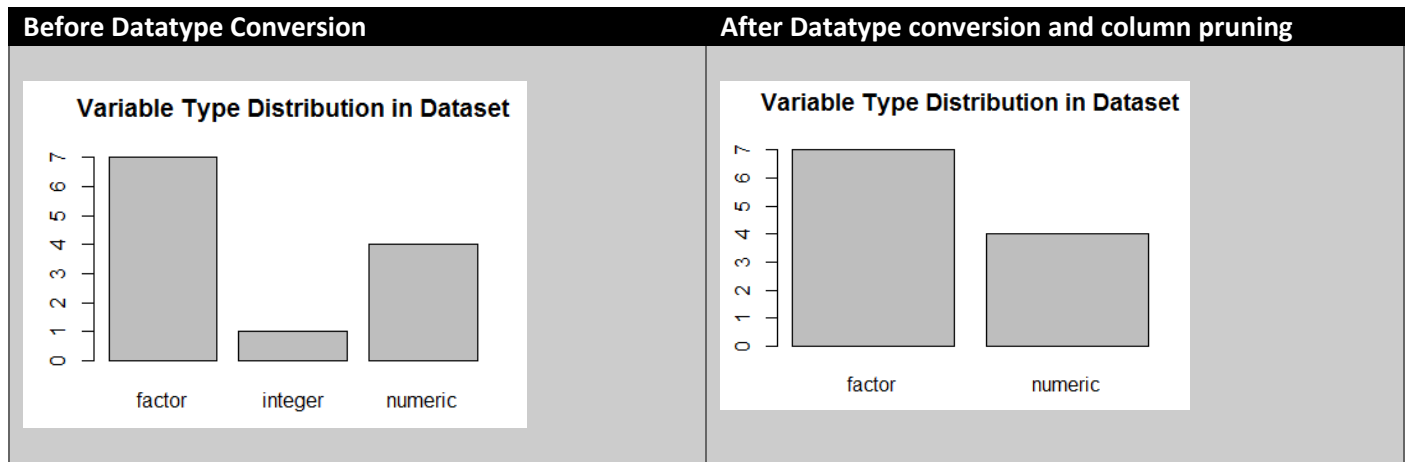 Before Datatype Conversion
After Datatype conversion and column pruning
Variable Type Distribution in Dataset
7
6
5
4
3
2
1
0
factor integer numeric
Variable Type Distribution in Dataset
7
6
5
4
3
2
1
0
factor numeric